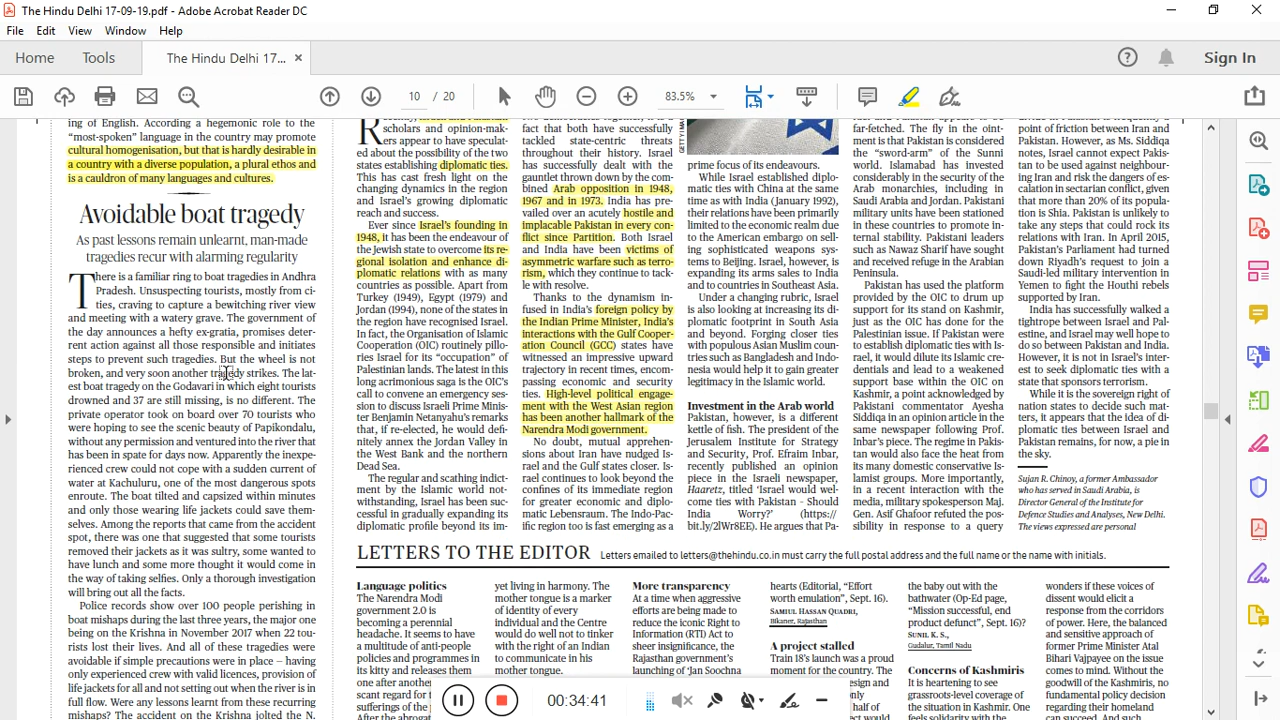 The Hindu Delhi 17-09-19.pdf - Adobe Acrobat Reader DC
File Edit View Window Help
Home Tools The Hindu Delhi 17... × Sign In
10 / 20 83.5%
ing of English. According a hegemonic role to the
“most-spoken” language in the country may promote
cultural homogenisation, but that is hardly desirable in
a country with a diverse population, a plural ethos and
is a cauldron of many languages and cultures.
Avoidable boat tragedy
As past lessons remain unlearnt, man-made
tragedies recur with alarming regularity
There is a familiar ring to boat tragedies in Andhra
Pradesh. Unsuspecting tourists, mostly from ci-
ties, craving to capture a bewitching river view
and meeting with a watery grave. The government of
the day announces a hefty ex-gratia, promises deter-
rent action against all those responsible and initiates
steps to prevent such tragedies. But the wheel is not
broken, and very soon another tragedy strikes. The lat-
est boat tragedy on the Godavari in which eight tourists
drowned and 37 are still missing, is no different. The
private operator took on board over 70 tourists who
were hoping to see the scenic beauty of Papikondalu,
without any permission and ventured into the river that
has been in spate for days now. Apparently the inexpe-
rienced crew could not cope with a sudden current of
water at Kachuluru, one of the most dangerous spots
enroute. The boat tilted and capsized within minutes
and only those wearing life jackets could save them-
selves. Among the reports that came from the accident
spot, there was one that suggested that some tourists
removed their jackets as it was sultry, some wanted to
have lunch and some more thought it would come in
the way of taking selfies. Only a thorough investigation
will bring out all the facts.
Police records show over 100 people perishing in
boat mishaps during the last three years, the major one
being on the Krishna in November 2017 when 22 tou-
rists lost their lives. And all of these tragedies were
avoidable if simple precautions were in place – having
only experienced crew with valid licences, provision of
life jackets for all and not setting out when the river is in
full flow. Were any lessons learnt from these recurring
mishaps? The accident on the Krishna jolted the N.
scholars and opinion-mak-
ers appear to have speculat-
ed about the possibility of the two
states establishing diplomatic ties.
This has cast fresh light on the
changing dynamics in the region
and Israel's growing diplomatic
reach and success.
Ever since Israel's founding in
1948, it has been the endeavour of
the Jewish state to overcome its re-
gional isolation and enhance di-
plomatic relations with as many
countries as possible. Apart from
Turkey (1949), Egypt (1979) and
Jordan (1994), none of the states in
the region have recognised Israel.
In fact, the Organisation of Islamic
Cooperation (OIC) routinely pillo-
ries Israel for its “occupation” of
Palestinian lands. The latest in this
long acrimonious saga is the OIC's
call to convene an emergency ses-
sion to discuss Israeli Prime Minis-
ter Benjamin Netanyahu's remarks
that, if re-elected, he would defi-
nitely annex the Jordan Valley in
the West Bank and the northern
Dead Sea.
The regular and scathing indict-
ment by the Islamic world not-
withstanding, Israel has been suc-
cessful in gradually expanding its
diplomatic profile beyond its im-
fact that both have successfully
tackled state-centric threats
throughout their history. Israel
has successfully dealt with the
gauntlet thrown down by the com-
bined Arab opposition in 1948,
1967 and in 1973. India has pre-
vailed over an acutely hostile and
implacable Pakistan in every con-
flict since Partition. Both Israel
and India have been victims of
asymmetric warfare such as terro-
rism, which they continue to tack-
le with resolve.
Thanks to the dynamism in-
fused in India's foreign policy by
the Indian Prime Minister, India's
interactions with the Gulf Cooper-
ation Council (GCC) states have
witnessed an impressive upward
trajectory in recent times, encom-
passing economic and security
ties. High-level political engage-
ment with the West Asian region
has been another hallmark of the
Narendra Modi government.
No doubt, mutual apprehen-
sions about Iran have nudged Is-
rael and the Gulf states closer. Is-
rael continues to look beyond the
confines of its immediate region
for greater economic and diplo-
matic Lebensraum. The Indo-Pac-
ific region too is fast emerging as a
GETTY IMA
prime focus of its endeavours.
While Israel established diplo-
matic ties with China at the same
time as with India (January 1992),
their relations have been primarily
limited to the economic realm due
to the American embargo on sell-
ing sophisticated weapons sys-
tems to Beijing. Israel, however, is
expanding its arms sales to India
and to countries in Southeast Asia.
Under a changing rubric, Israel
is also looking at increasing its di-
plomatic footprint in South Asia
and beyond. Forging closer ties
with populous Asian Muslim coun-
tries such as Bangladesh and Indo-
nesia would help it to gain greater
legitimacy in the Islamic world.
Investment in the Arab world
Pakistan, however, is a different
kettle of fish. The president of the
Jerusalem Institute for Strategy
and Security, Prof. Efraim Inbar,
recently published an opinion
piece in the Israeli newspaper,
Haaretz, titled ‘Israel would wel-
come ties with Pakistan - Should
India Worry?’ (https://
bit.ly/2lWr8EE). He argues that Pa-
far-fetched. The fly in the oint-
ment is that Pakistan is considered
the “sword-arm” of the Sunni
world. Islamabad has invested
considerably in the security of the
Arab monarchies, including in
Saudi Arabia and Jordan. Pakistani
military units have been stationed
in these countries to promote in-
ternal stability. Pakistani leaders
such as Nawaz Sharif have sought
and received refuge in the Arabian
Peninsula.
Pakistan has used the platform
provided by the OIC to drum up
support for its stand on Kashmir,
just as the OIC has done for the
Palestinian issue. If Pakistan were
to establish diplomatic ties with Is-
rael, it would dilute its Islamic cre-
dentials and lead to a weakened
support base within the OIC on
Kashmir, a point acknowledged by
Pakistani commentator Ayesha
Siddiqa in an opinion article in the
same newspaper following Prof.
Inbar's piece. The regime in Pakis-
tan would also face the heat from
its many domestic conservative Is-
lamist groups. More importantly,
in a recent interaction with the
media, military spokesperson Maj.
Gen. Asif Ghafoor refuted the pos-
sibility in response to a query
point of friction between Iran and
Pakistan. However, as Ms. Siddiqa
notes, Israel cannot expect Pakis-
tan to be used against neighbour-
ing Iran and risk the dangers of es-
calation in sectarian conflict, given
that more than 20% of its popula-
tion is Shia. Pakistan is unlikely to
take any steps that could rock its
relations with Iran. In April 2015,
Pakistan's Parliament had turned
down Riyadh's request to join a
Saudi-led military intervention in
Yemen to fight the Houthi rebels
supported by Iran.
India has successfully walked a
tightrope between Israel and Pal-
estine, and Israel may well hope to
do so between Pakistan and India.
However, it is not in Israel's inter-
est to seek diplomatic ties with a
state that sponsors terrorism.
While it is the sovereign right of
nation states to decide such mat-
ters, it appears that the idea of di-
plomatic ties between Israel and
Pakistan remains, for now, a pie in
the sky.
Sujan R. Chinoy, a former Ambassador
who has served in Saudi Arabia, is
Director General of the Institute for
Defence Studies and Analyses, New Delhi.
The views expressed are personal
LETTERS TO THE EDITOR Letters emailed to letters@thehindu.co.in must carry the full postal address and the full name or the name with initials.
Language politics
The Narendra Modi
government 2.0 is
becoming a perennial
headache. It seems to have
a multitude of anti-people
policies and programmes in
its kitty and releases them
one after another
scant regard for
sufferings of the
After the abrogat
yet living in harmony. The
mother tongue is a marker
of identity of every
individual and the Centre
would do well not to tinker
with the right of an Indian
to communicate in his
mother tongue.
More transparency
At a time when aggressive
efforts are being made to
reduce the iconic Right to
Information (RTI) Act to
sheer insignificance, the
Rajasthan government's
launching of ‘Jan Soochna
hearts (Editorial, “Effort
worth emulation”, Sept. 16).
SAMIUL HASSAN QUADRI,
Bikaner, Rajasthan
A project stalled
Train 18's launch was a proud
moment for the country. The
esign and
only
half of
ect would
the baby out with the
bathwater (Op-Ed page,
“Mission successful, end
product defunct”, Sept. 16)?
SUNIL K. S.,
Gudalur, Tamil Nadu
Concerns of Kashmiris
It is heartening to see
grassroots-level coverage of
the situation in Kashmir. One
feels solidarity with the
wonders if these voices of
dissent would elicit a
response from the corridors
of power. Here, the balanced
and sensitive approach of
former Prime Minister Atal
Bihari Vajpayee on the issue
comes to mind. Without the
goodwill of the Kashmiris, no
fundamental policy decision
regarding their homeland
can succeed. And such
00:34:41